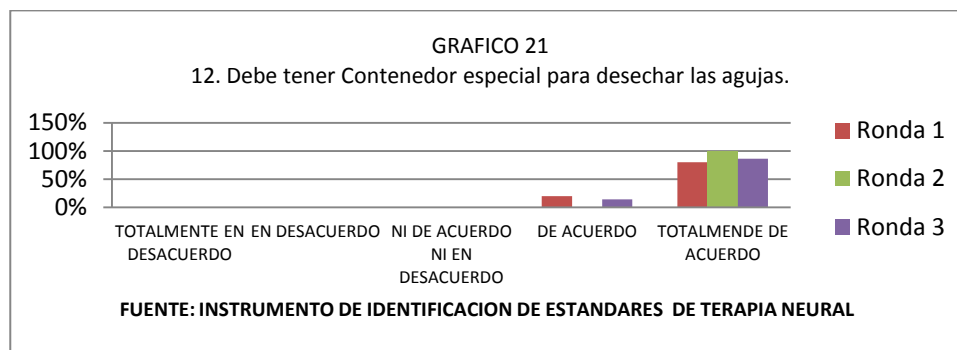 GRAFICO 21
12. Debe tener Contenedor especial para desechar las agujas.
150%
100%
50%
0%
TOTALMENTE EN DESACUERDO
EN DESACUERDO
NI DE ACUERDO NI EN DESACUERDO
DE ACUERDO
TOTALMENDE DE ACUERDO
Ronda 1
Ronda 2
Ronda 3
FUENTE: INSTRUMENTO DE IDENTIFICACION DE ESTANDARES DE TERAPIA NEURAL